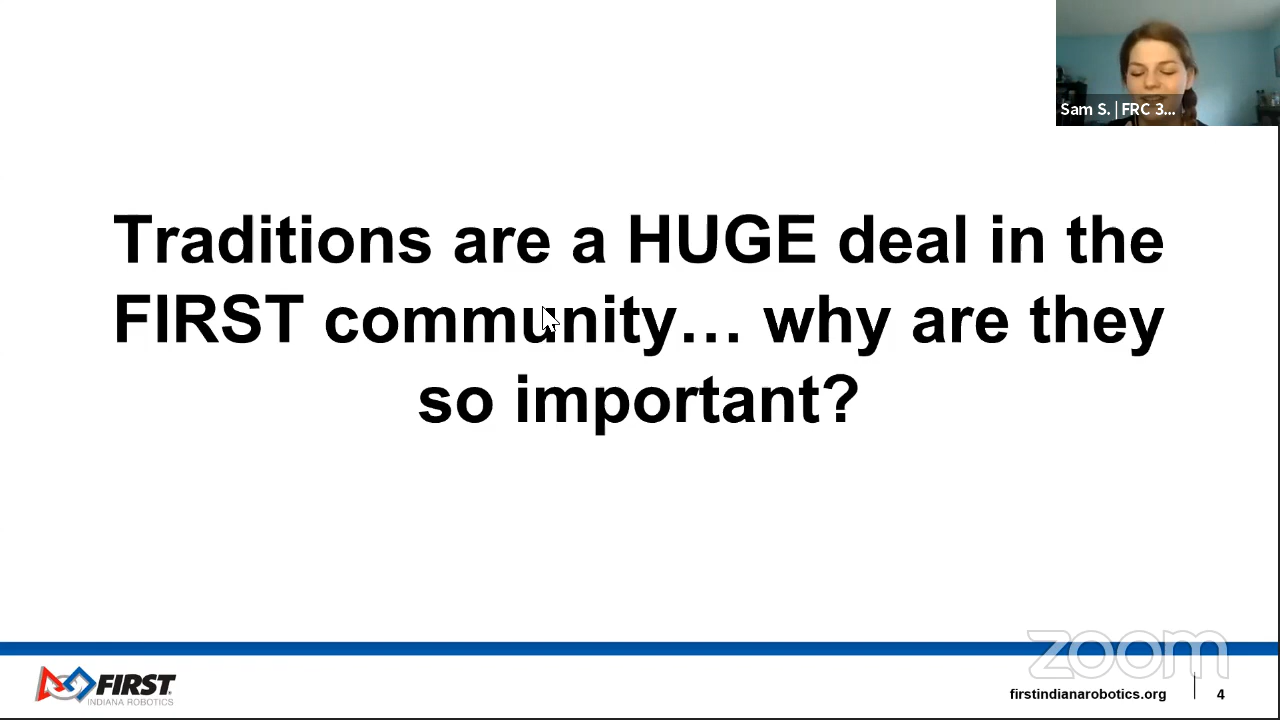 Sam S. | FRC 3...
Traditions are a HUGE deal in the
FIRST community… why are they
so important?
zoom
FIRST
INDIANA ROBOTICS
firstindianarobotics.org
4